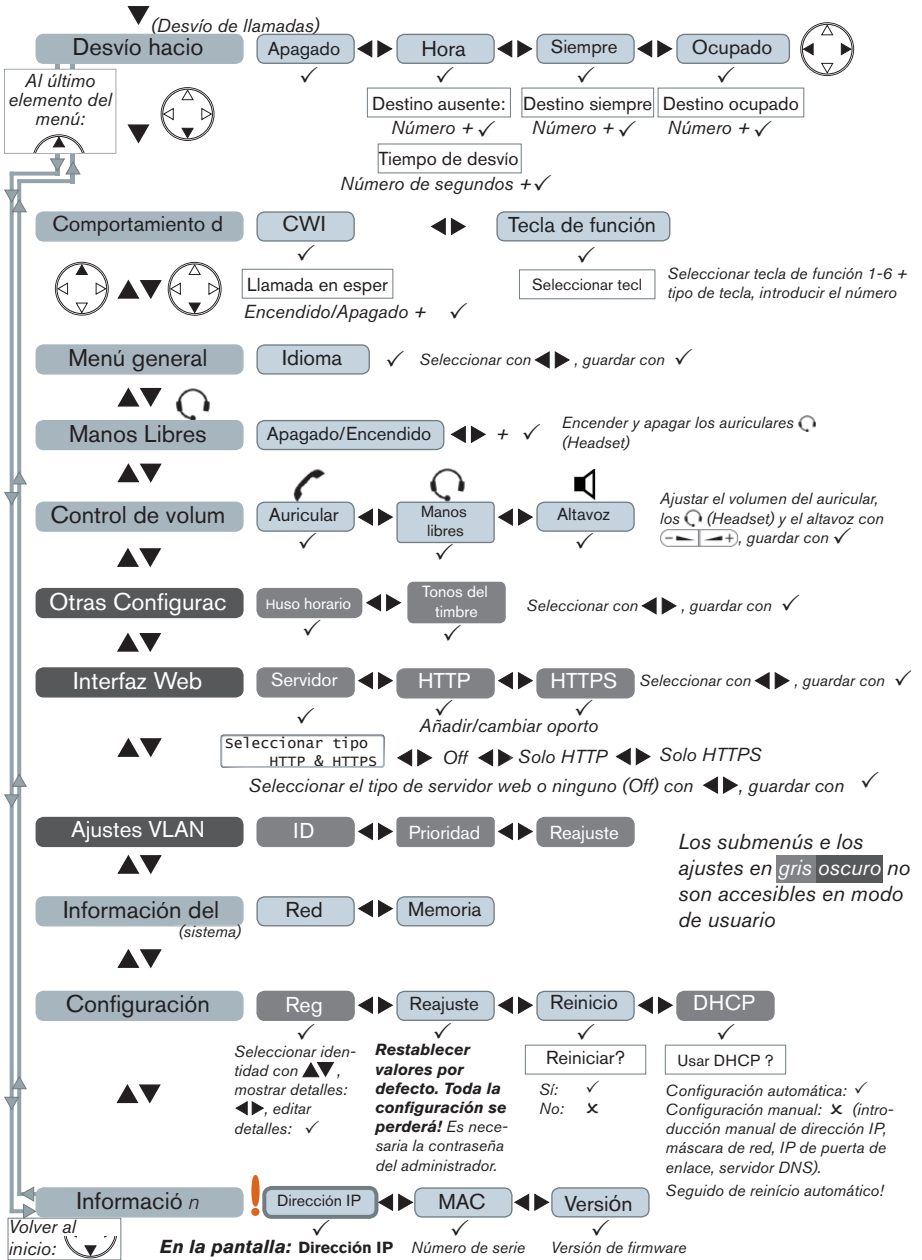 (Desvío de llamadas)
Desvío hacio
Apagado
Hora
Siempre
Ocupado
Al último
elemento del
menú:
Destino ausente:
Destino siempre
Destino ocupado
Número + ✓
Número + ✓
Número + ✓
Tiempo de desvío
Número de segundos + ✓
Comportamiento d
CWI
Tecla de función
Llamada en esper
Seleccionar tecl
Seleccionar tecla de función 1-6 +
tipo de tecla, introducir el número
Encendido/Apagado + ✓
Menú general
Idioma
✓ Seleccionar con ◀▶ , guardar con ✓
Manos Libres
Apagado/Encendido
◀▶ + ✓
Encender y apagar los auriculares
(Headset)
Control de volum
Auricular
Manos
libres
Altavoz
Ajustar el volumen del auricular,
los (Headset) y el altavoz con
, guardar con ✓
Otras Configurac
Huso horario
Tonos del
timbre
Seleccionar con ◀▶ , guardar con ✓
Interfaz Web
Servidor
HTTP
HTTPS
Seleccionar con ◀▶ , guardar con ✓
Añadir/cambiar oporto
Seleccionar tipo
HTTP & HTTPS
◀▶ Off ◀▶ Solo HTTP ◀▶ Solo HTTPS
Seleccionar el tipo de servidor web o ninguno (Off) con ◀▶, guardar con ✓
Ajustes VLAN
ID
Prioridad
Reajuste
Los submenús e los
ajustes en gris oscuro no
son accesibles en modo
de usuario
Información del
(sistema)
Red
Memoria
Configuración
Reg
Reajuste
Reinicio
DHCP
Seleccionar iden-
tidad con ▲▼ ,
mostrar detalles:
◀▶, editar
detalles: ✓
Restablecer
valores por
defecto. Toda la
configuración se
perderá! Es nece-
saria la contraseña
del administrador.
Reiniciar?
Sí: ✓
No: x
Usar DHCP ?
Configuración automática: ✓
Configuración manual: x (intro-
ducción manual de dirección IP,
máscara de red, IP de puerta de
enlace, servidor DNS).
Seguido de reinício automático!
Informació n
!
Dirección IP
MAC
Versión
Volver al
inicio:
En la pantalla: Dirección IP
Número de serie
Versión de firmware